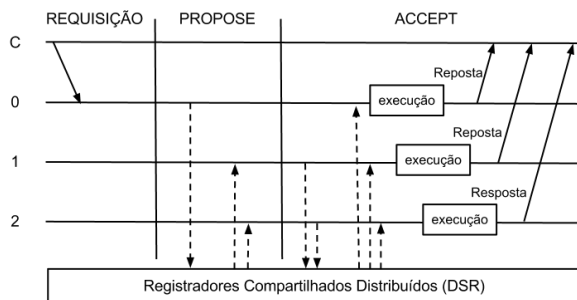 REQUISIÇÃO PROPOSE ACCEPT
C
Reposta
0 execução
Reposta
1 execução
Resposta
2 execução
Registradores Compartilhados Distribuídos (DSR)